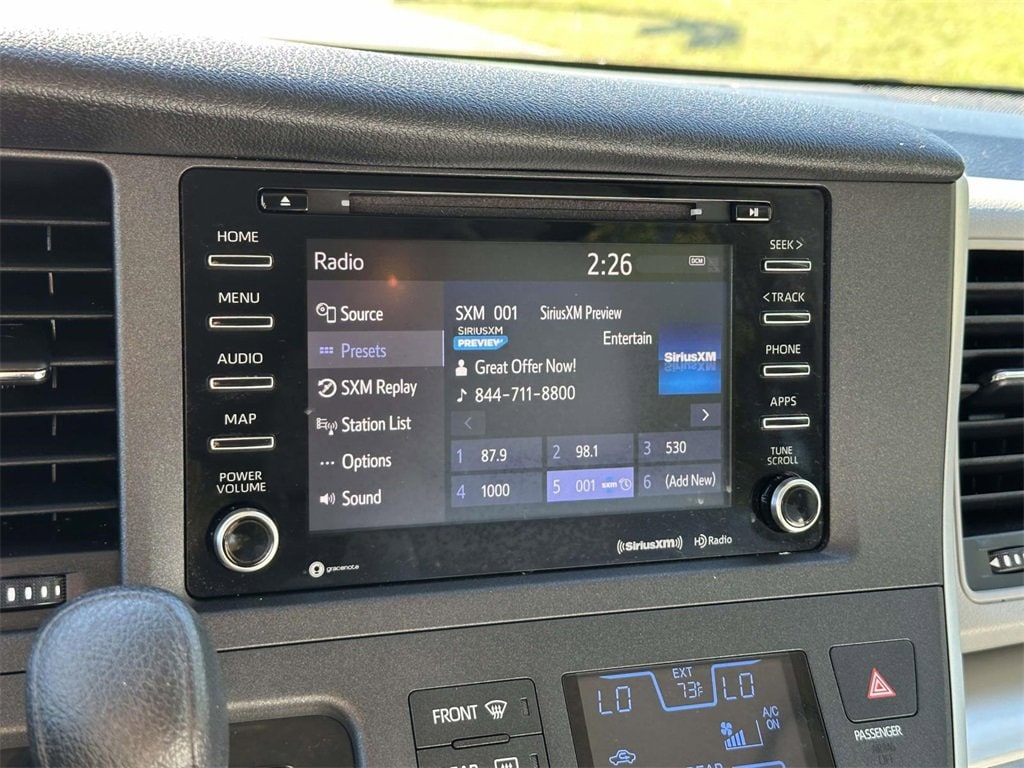 HOME
MENU
AUDIO
MAP
POWER
VOLUME
Radio
2:26
DCM
Source
Presets
SXM Replay
Station List
Options
Sound
SXM 001 SiriusXM Preview
SIRIUSXM
PREVIEW
Entertain
Great Offer Now!
844-711-8800
SiriusXM
1 87.9
2 98.1
3 530
4 1000
5 001 sxm
6 (Add New)
SEEK >
< TRACK
PHONE
APPS
TUNE
SCROLL
gracenote
((SiriusXM))
HD Radio
FRONT
REAR
LO
EXT
73°F
LO
A/C
ON
REAR
PASSENGER